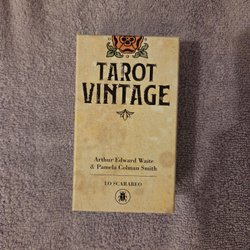 TAROT
VINTAGE
Arthur Edward Waite
& Pamela Colman Smith
LO SCARABEO